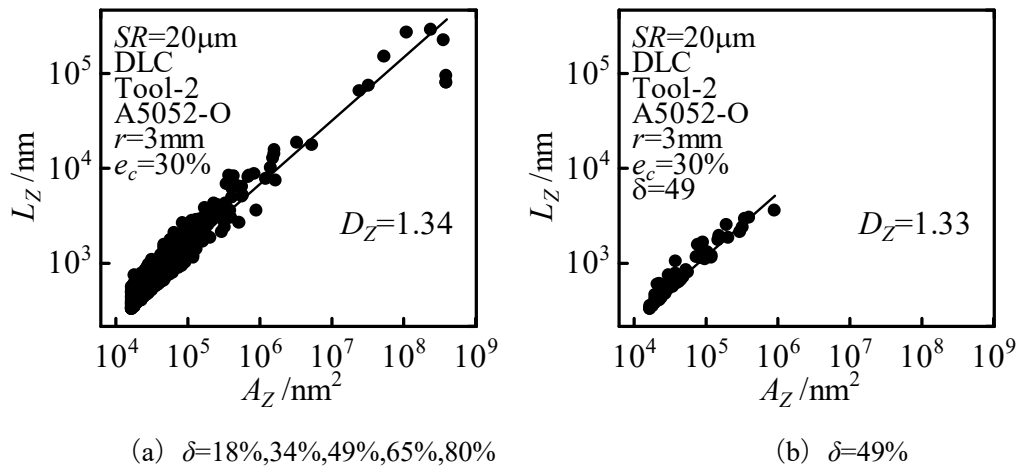 SR=20μm
DLC
Tool-2
A5052-O
r=3mm
e_c=30%
D_Z=1.34
10^5
10^4
10^3
L_Z /nm
10^4 10^5 10^6 10^7 10^8 10^9
A_Z /nm^2
(a) δ=18%,34%,49%,65%,80%
SR=20μm
DLC
Tool-2
A5052-O
r=3mm
e_c=30%
δ=49
D_Z=1.33
10^5
10^4
10^3
L_Z /nm
10^4 10^5 10^6 10^7 10^8 10^9
A_Z /nm^2
(b) δ=49%